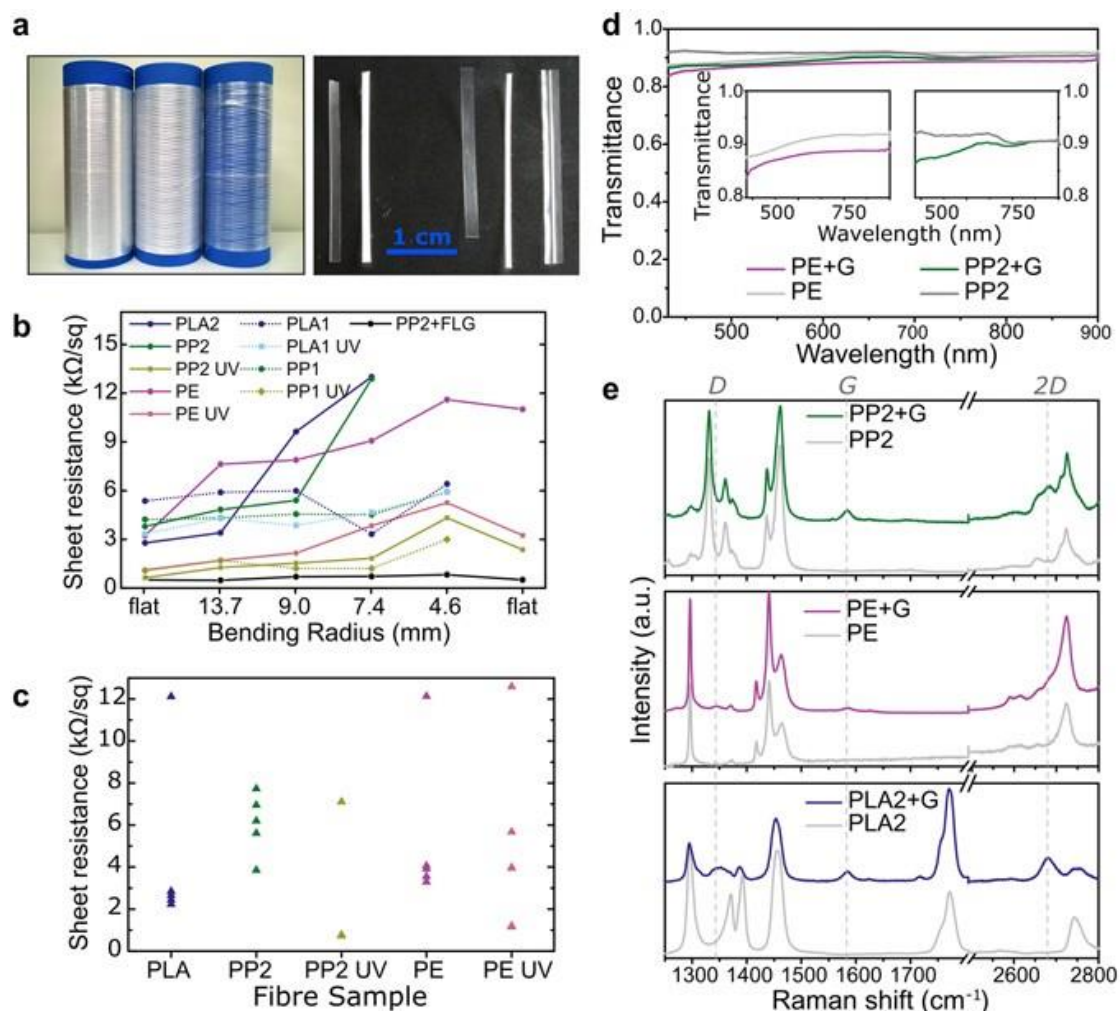 a
1 cm
b
Sheet resistance (kΩ/sq)
15
12
9
6
3
0
PLA2
PLA1
PP2+FLG
PP2
PLA1 UV
PP2 UV
PP1
PE
PP1 UV
PE UV
flat 13.7 9.0 7.4 4.6 flat
Bending Radius (mm)
c
Sheet resistance (kΩ/sq)
12
10
8
6
4
2
0
PLA PP2 PP2 UV PE PE UV
Fibre Sample
d
Transmittance
1.0
0.8
0.6
0.4
0.2
0.0
Transmittance
1.0
0.9
0.8
500 750
1.0
0.9
0.8
500 750
Wavelength (nm)
PE+G
PP2+G
PE
PP2
500 600 700 800 900
Wavelength (nm)
e
D G 2D
PP2+G
PP2
PE+G
PE
PLA2+G
PLA2
Intensity (a.u.)
1300 1400 1500 1600 1700 2600 2800
Raman shift (cm⁻¹)